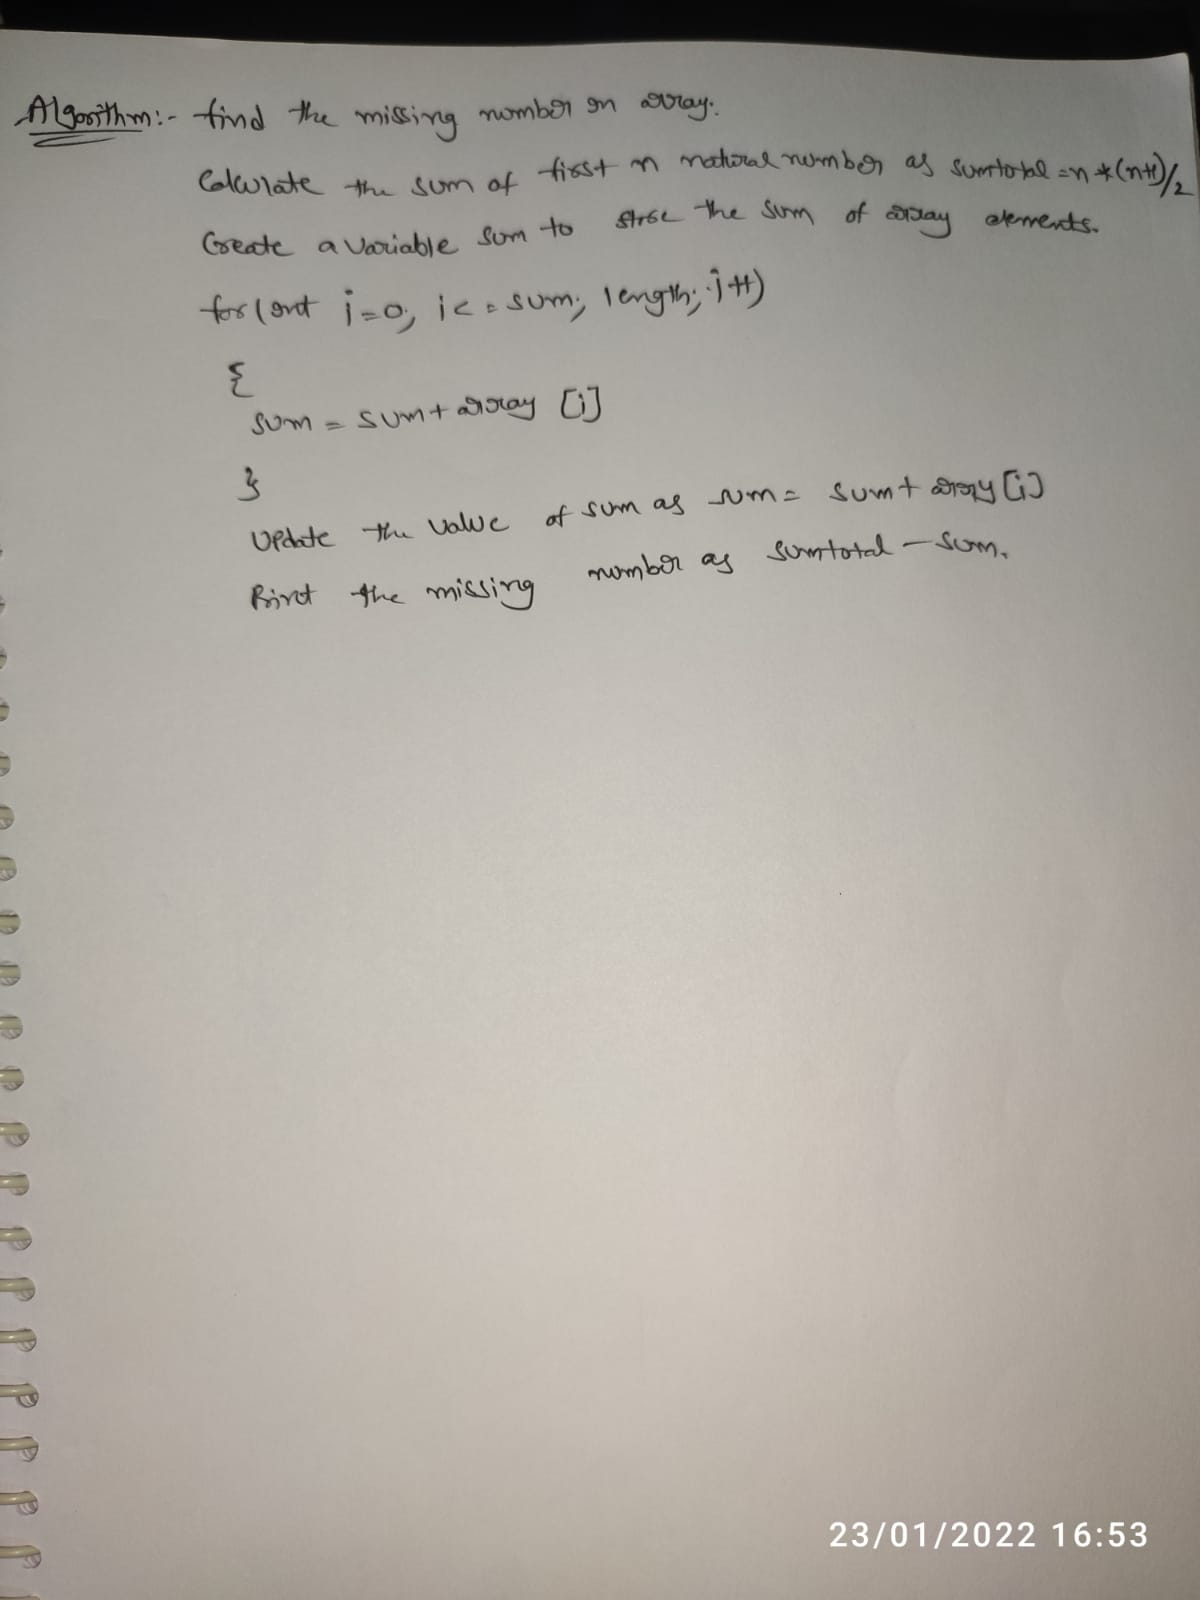 Algorithm:- find the missing number in array.
Calculate the sum of first n natural number as sumtotal =n*(n+1)/2
Create a variable sum to store the sum of array elements.
for(int i=0; i<=sum; length; i++)
{
sum = sum + array [i]
}
Update the value of sum as sum = sum + array[i]
Print the missing number as sumtotal - sum.
23/01/2022 16:53